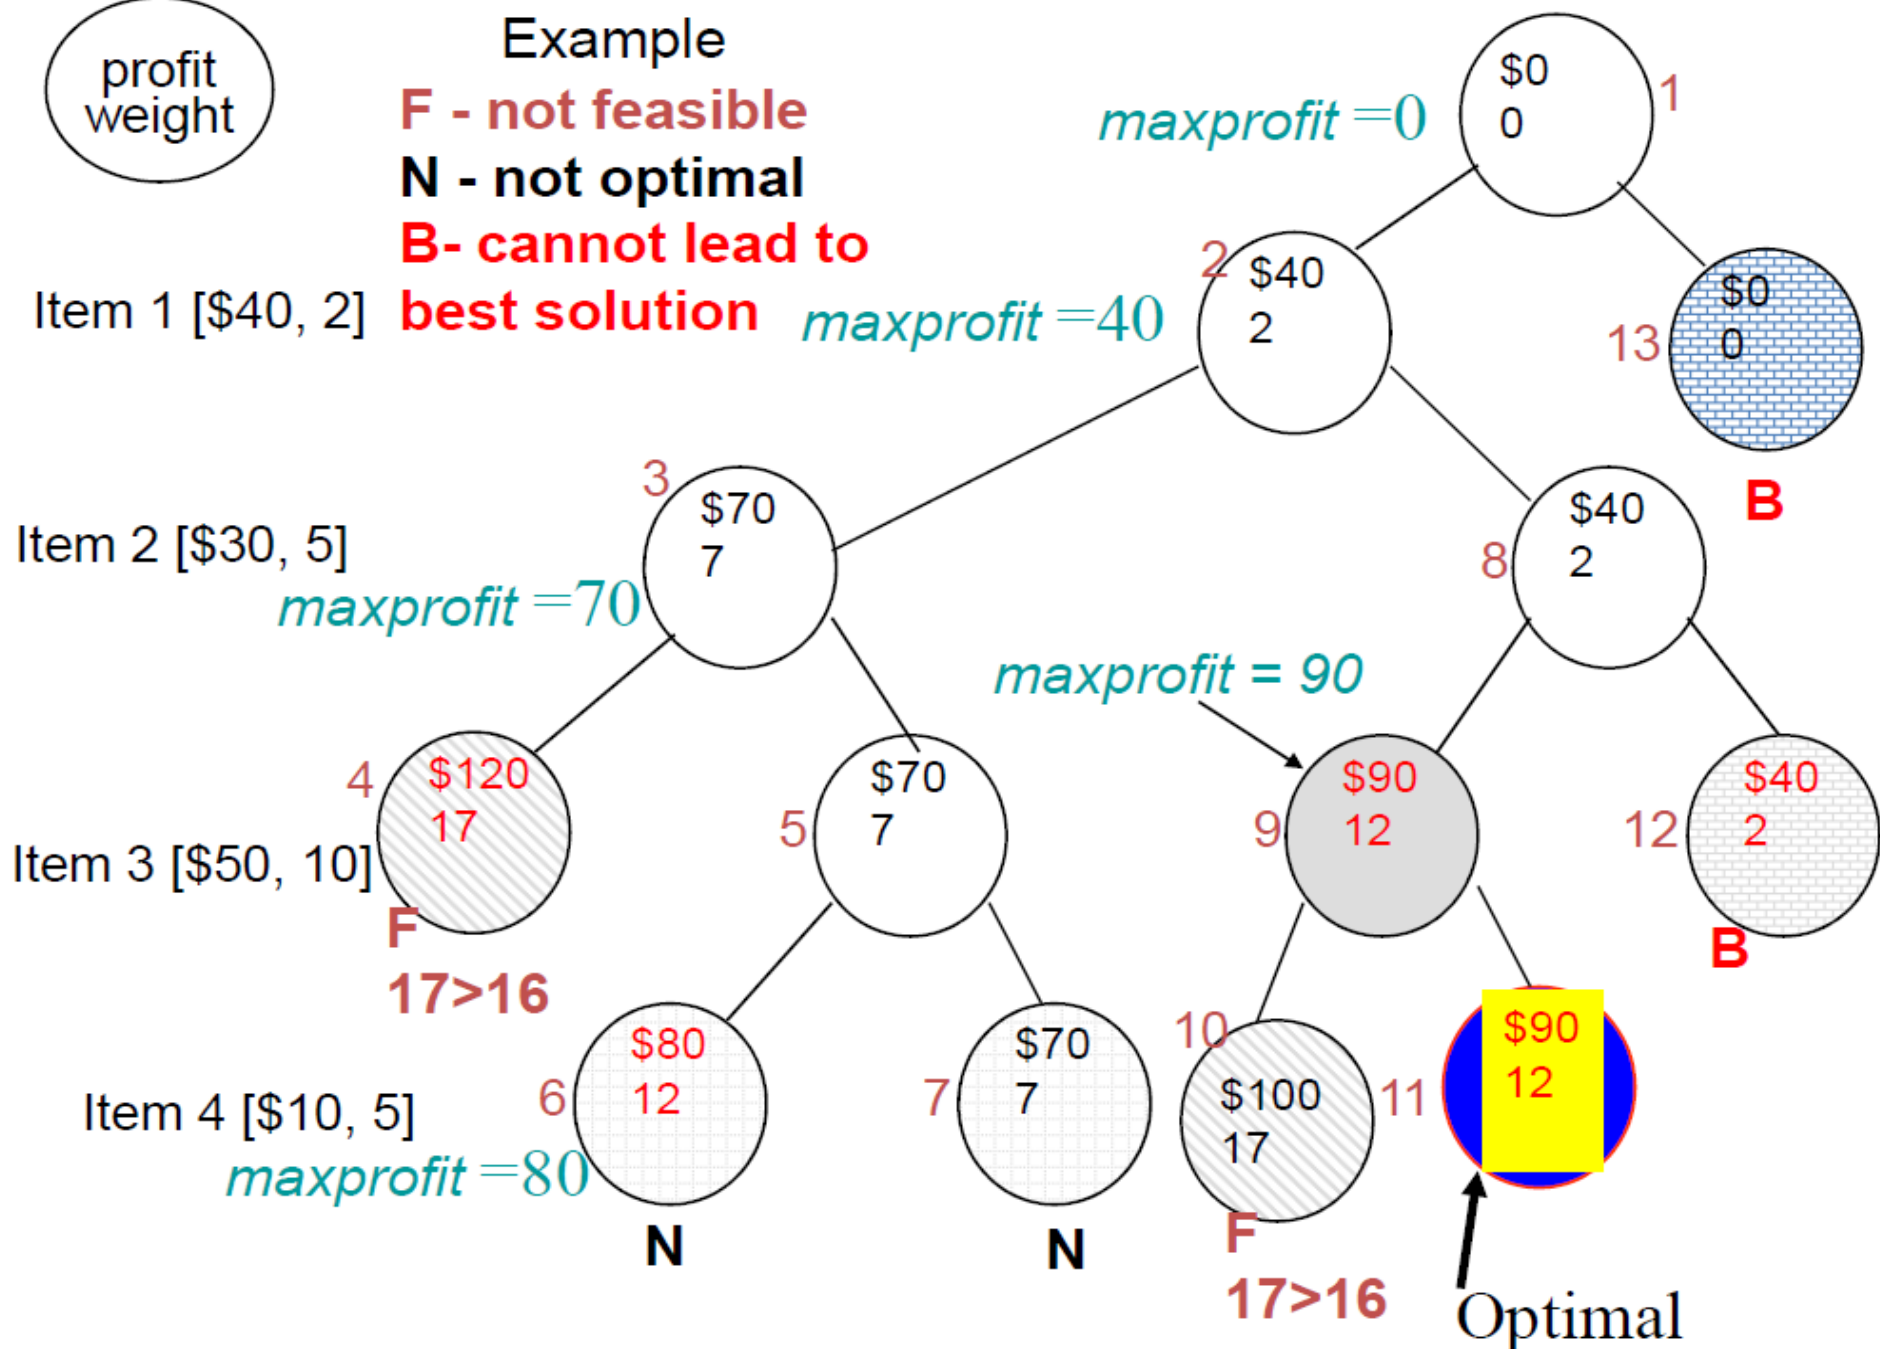 Example
profit
weight
F - not feasible
N - not optimal
B- cannot lead to
best solution
maxprofit =0
$0
0
1
Item 1 [$40, 2]
maxprofit =40
2
$40
2
13
$0
0
B
Item 2 [$30, 5]
maxprofit =70
3
$70
7
8
$40
2
maxprofit = 90
Item 3 [$50, 10]
4
$120
17
F
17>16
5
$70
7
9
$90
12
12
$40
2
B
Item 4 [$10, 5]
maxprofit =80
6
$80
12
N
7
$70
7
N
10
$100
17
F
17>16
11
$90
12
Optimal